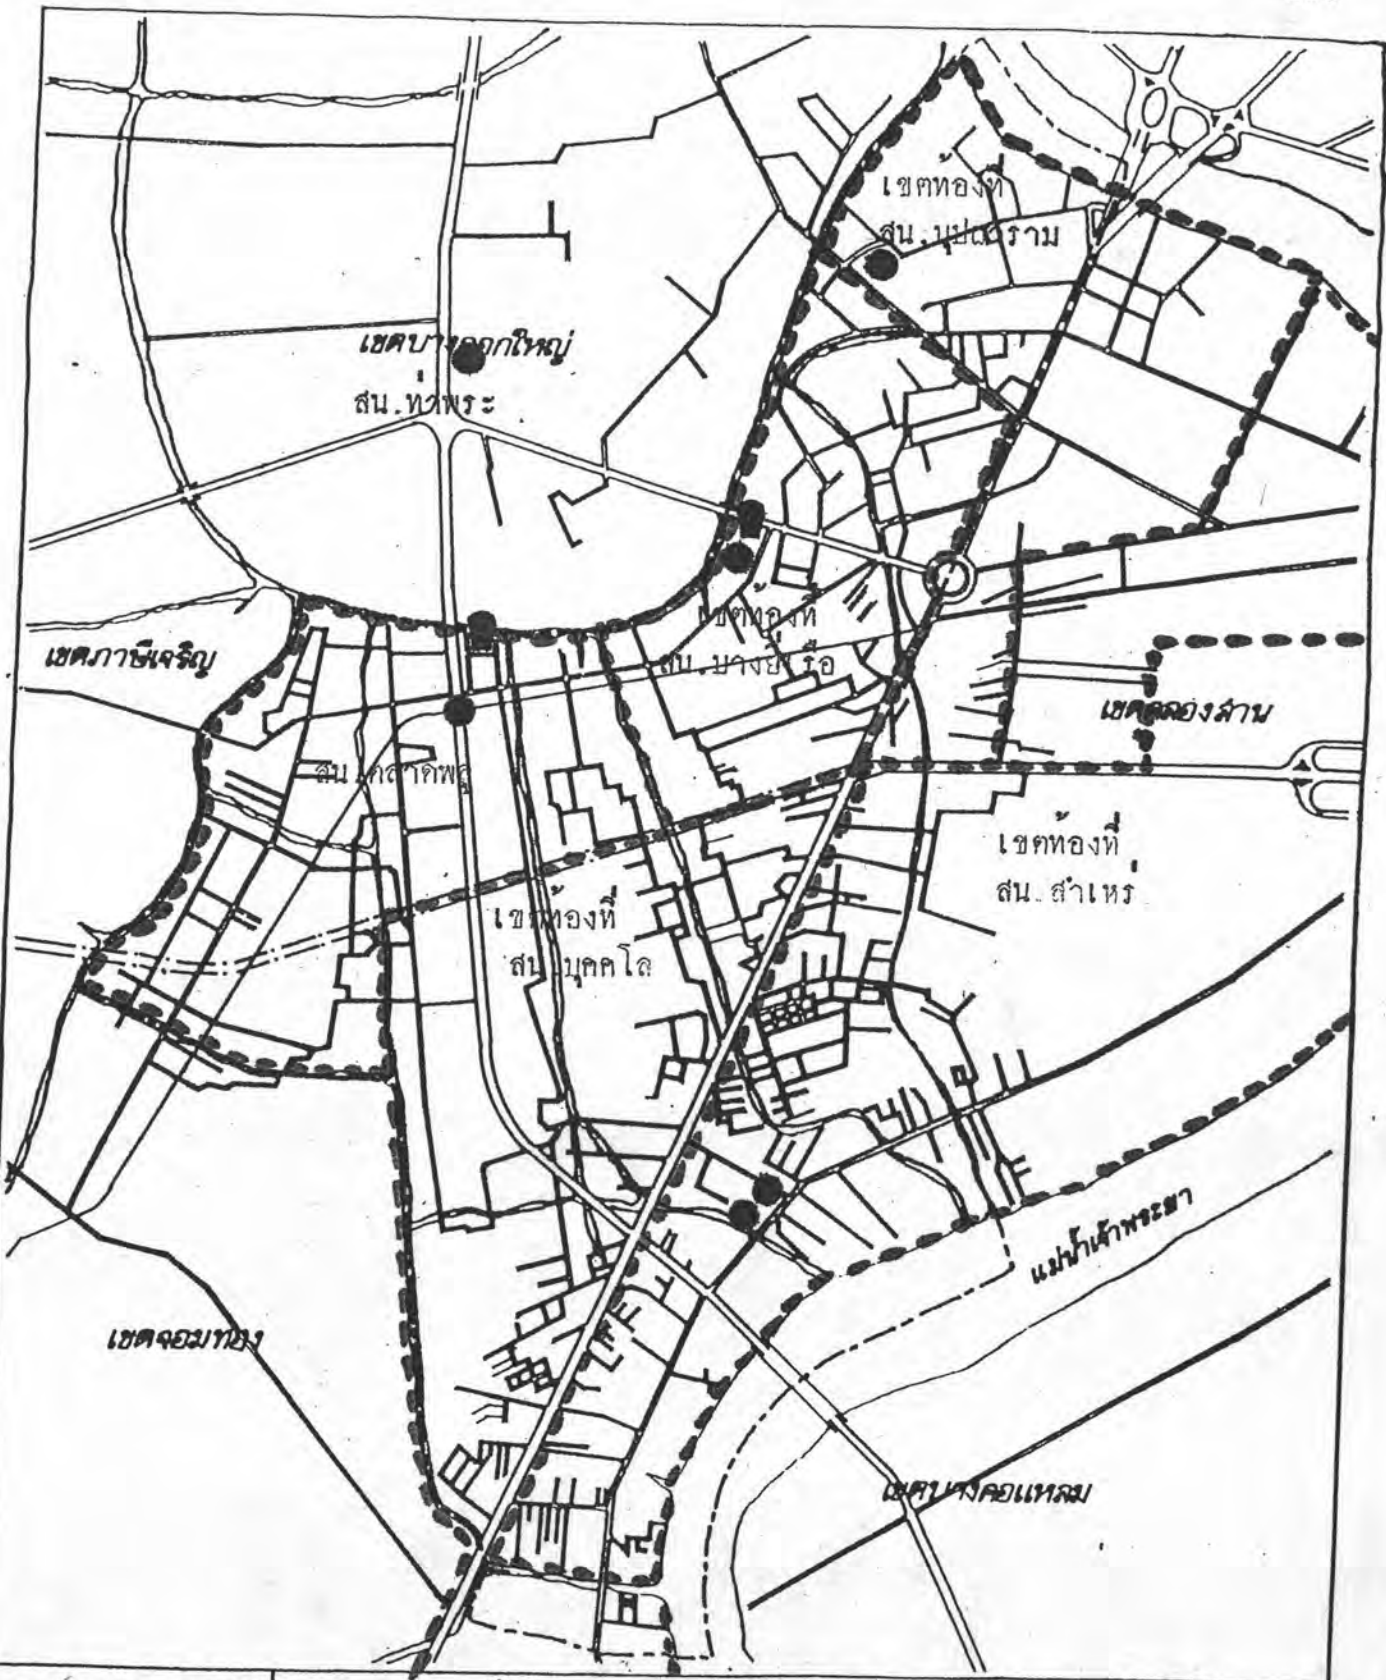 เขตท้องที่
สน.บุปผาราม
เขตบางกอกใหญ่
สน.ท่าพระ
เขตท้องที่
สน.บางยี่เรือ
เขตภาษีเจริญ
เขตคลองสาน
สน.ตลาดพลู
เขตท้องที่
สน.สำเหร่
เขตท้องที่
สน.บุคคโล
แม่น้ำเจ้าพระยา
เขตจอมทอง
เขตบางคอแหลม